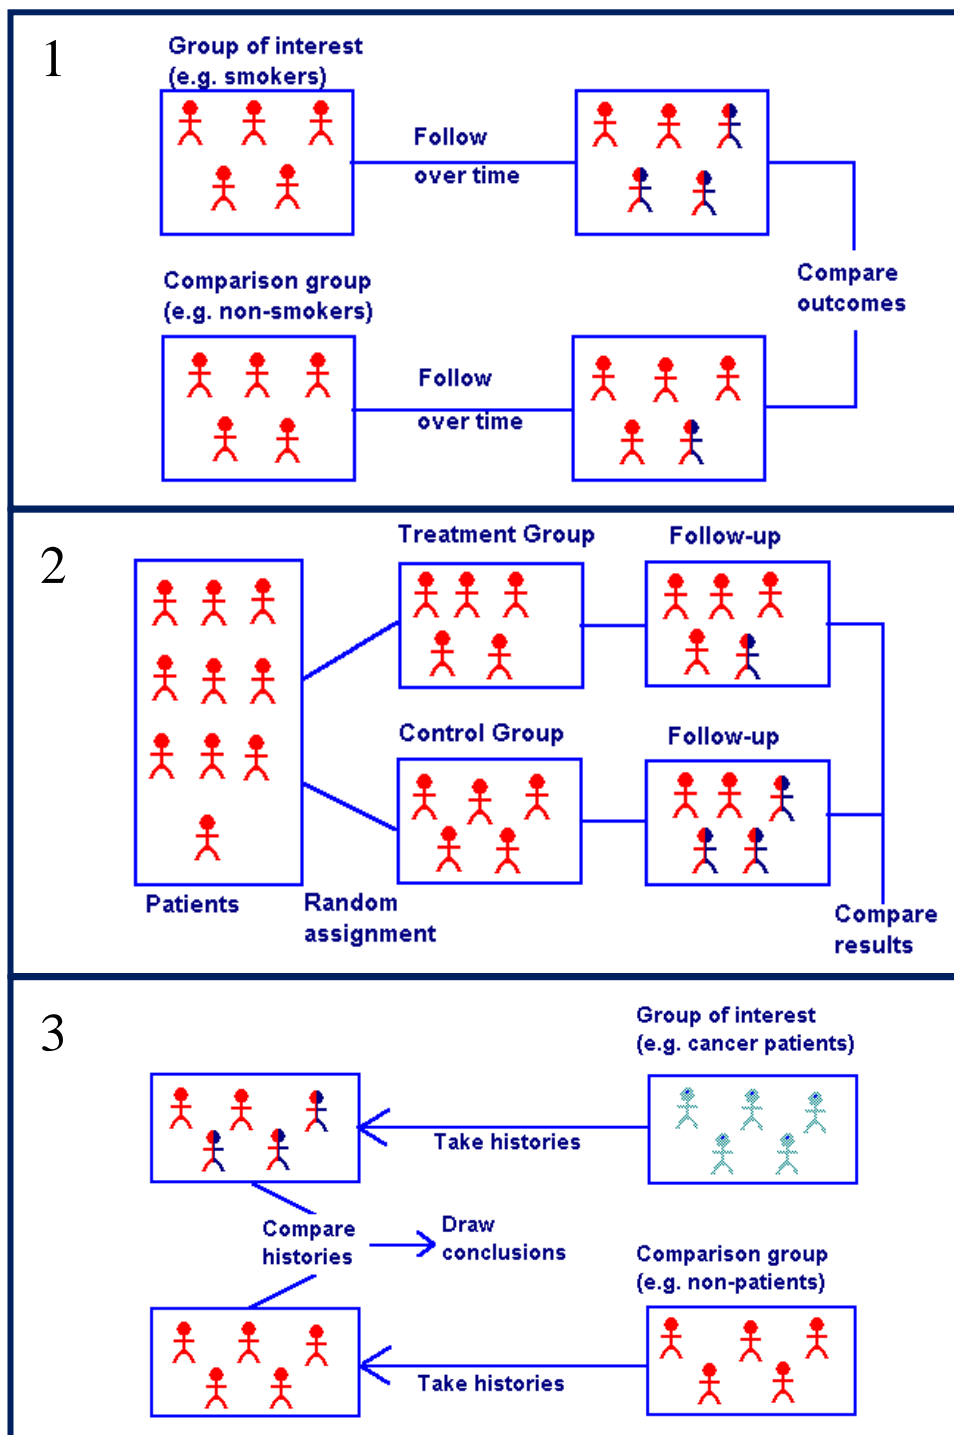 1
Group of interest
(e.g. smokers)
Follow
over time
Comparison group
(e.g. non-smokers)
Follow
over time
Compare
outcomes
2
Treatment Group
Follow-up
Control Group
Follow-up
Patients
Random
assignment
Compare
results
3
Group of interest
(e.g. cancer patients)
Take histories
Compare
histories
Draw
conclusions
Comparison group
(e.g. non-patients)
Take histories